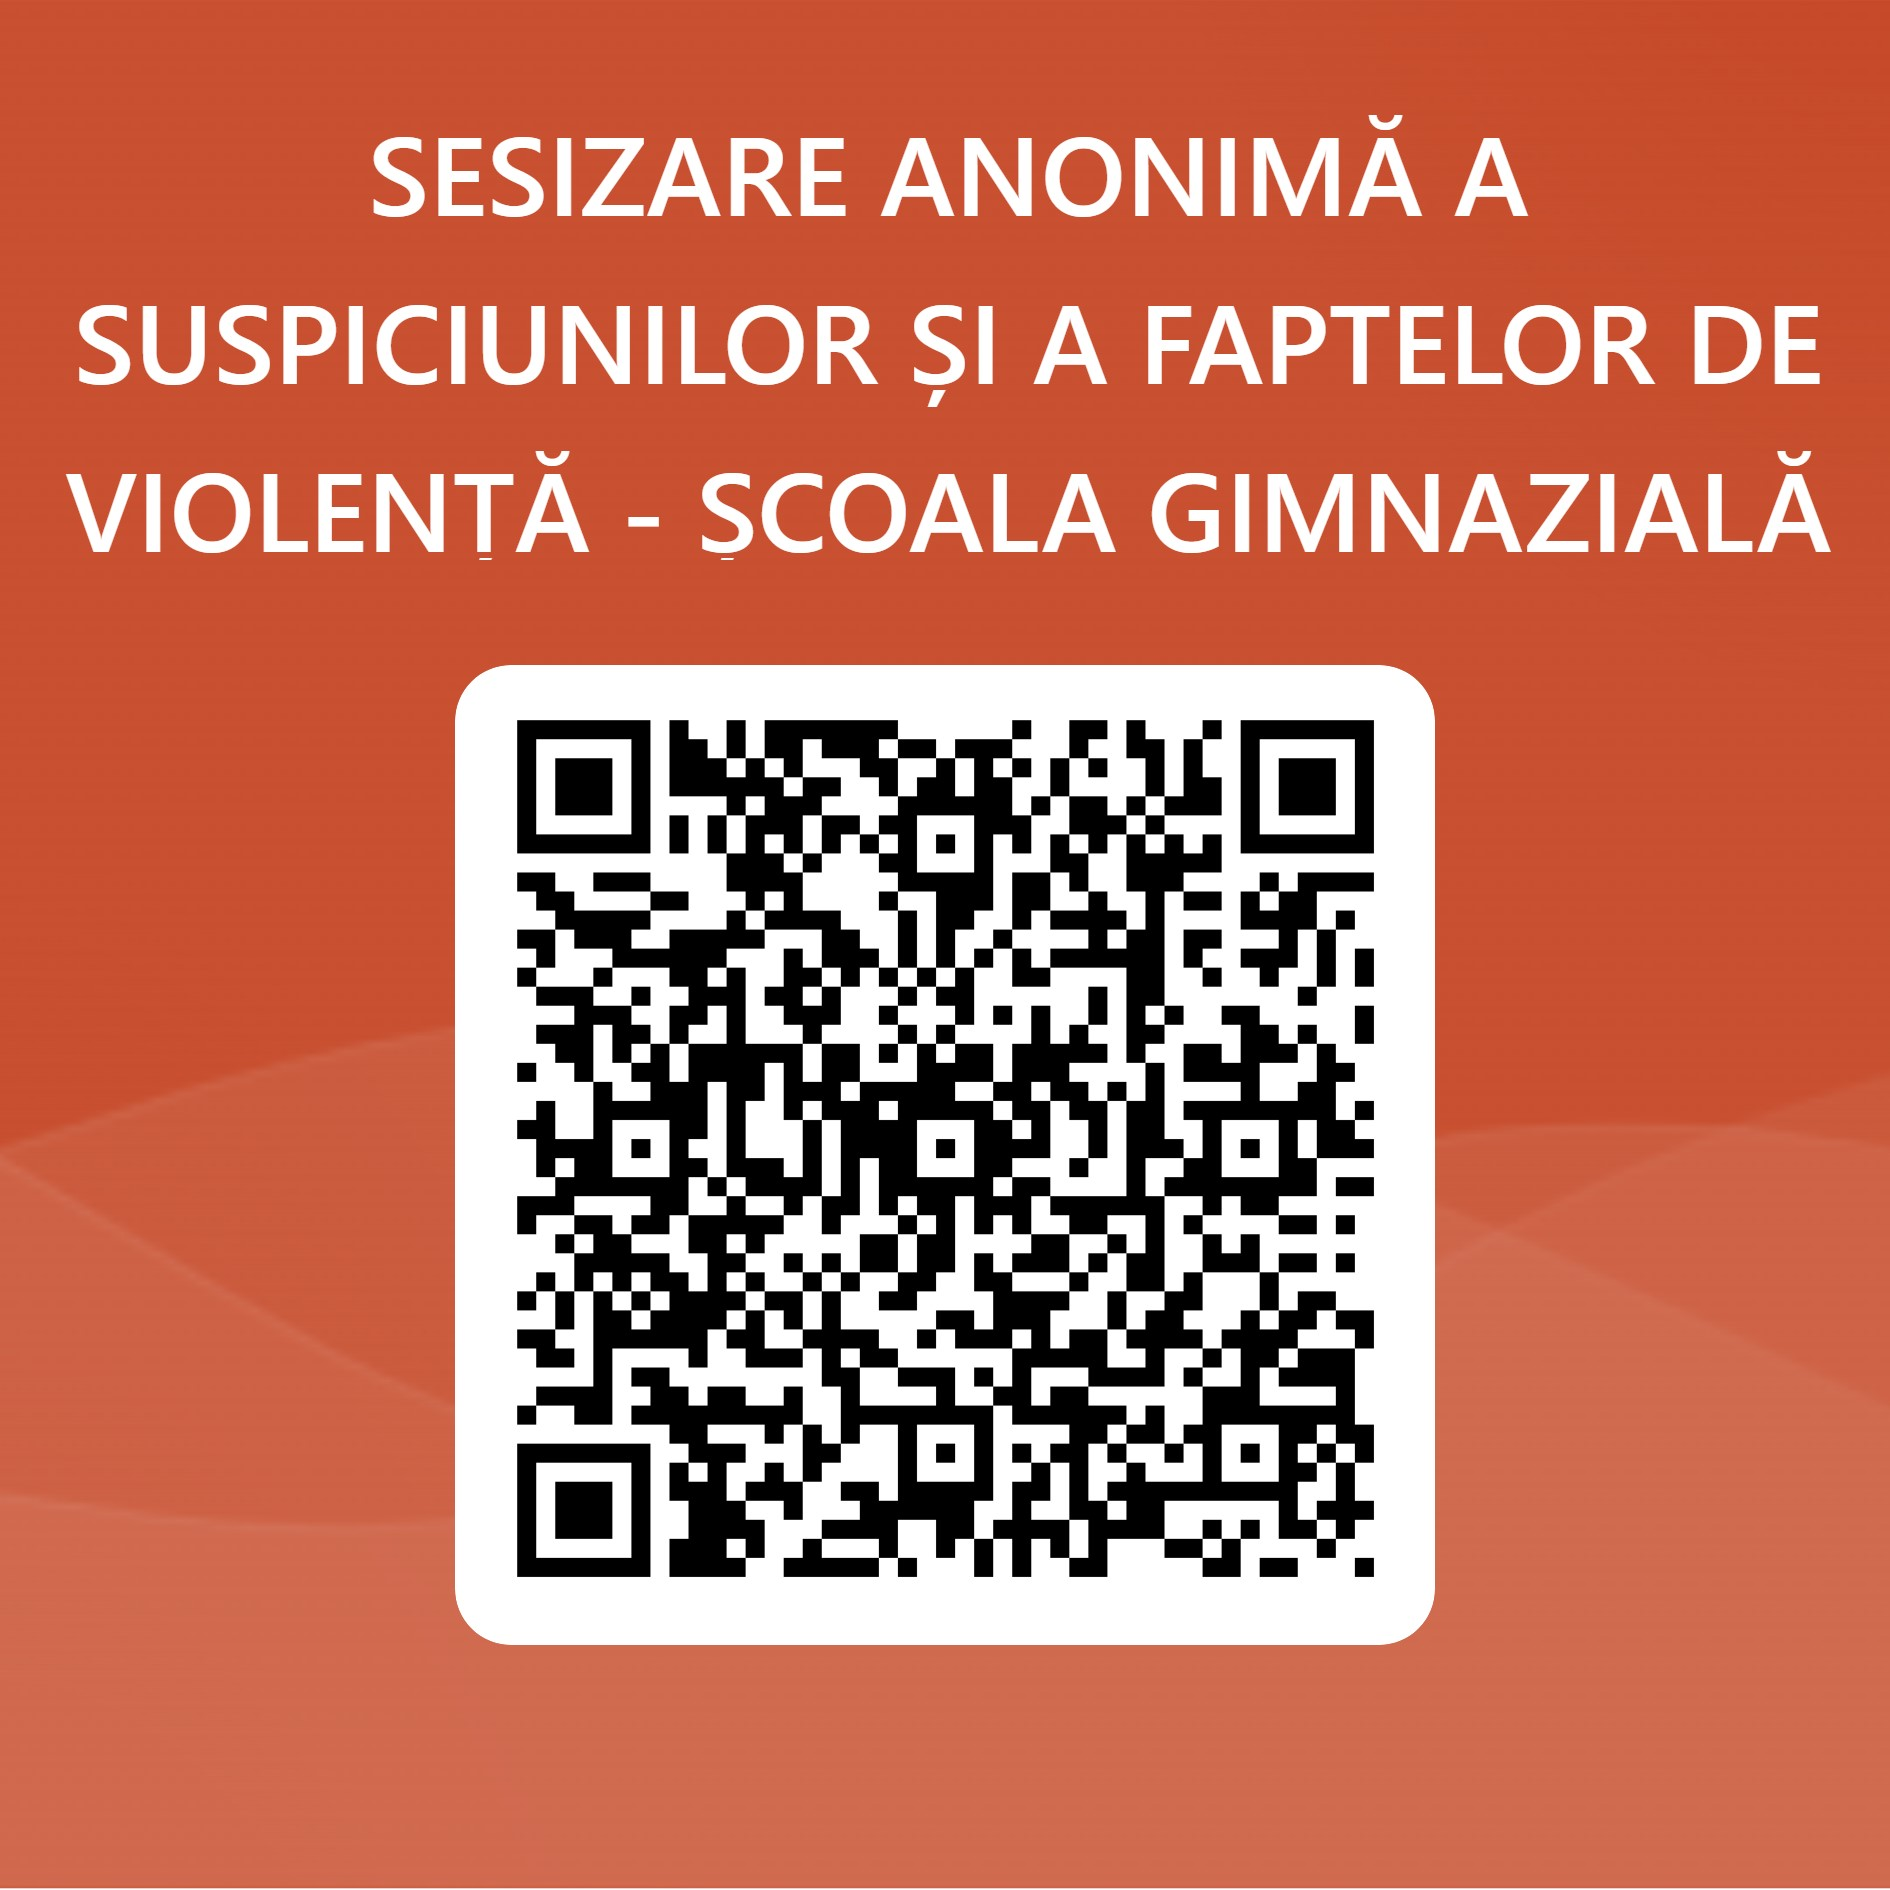 SESIZARE ANONIMĂ A
SUSPICIUNILOR ȘI A FAPTELOR DE
VIOLENȚĂ - ȘCOALA GIMNAZIALĂ